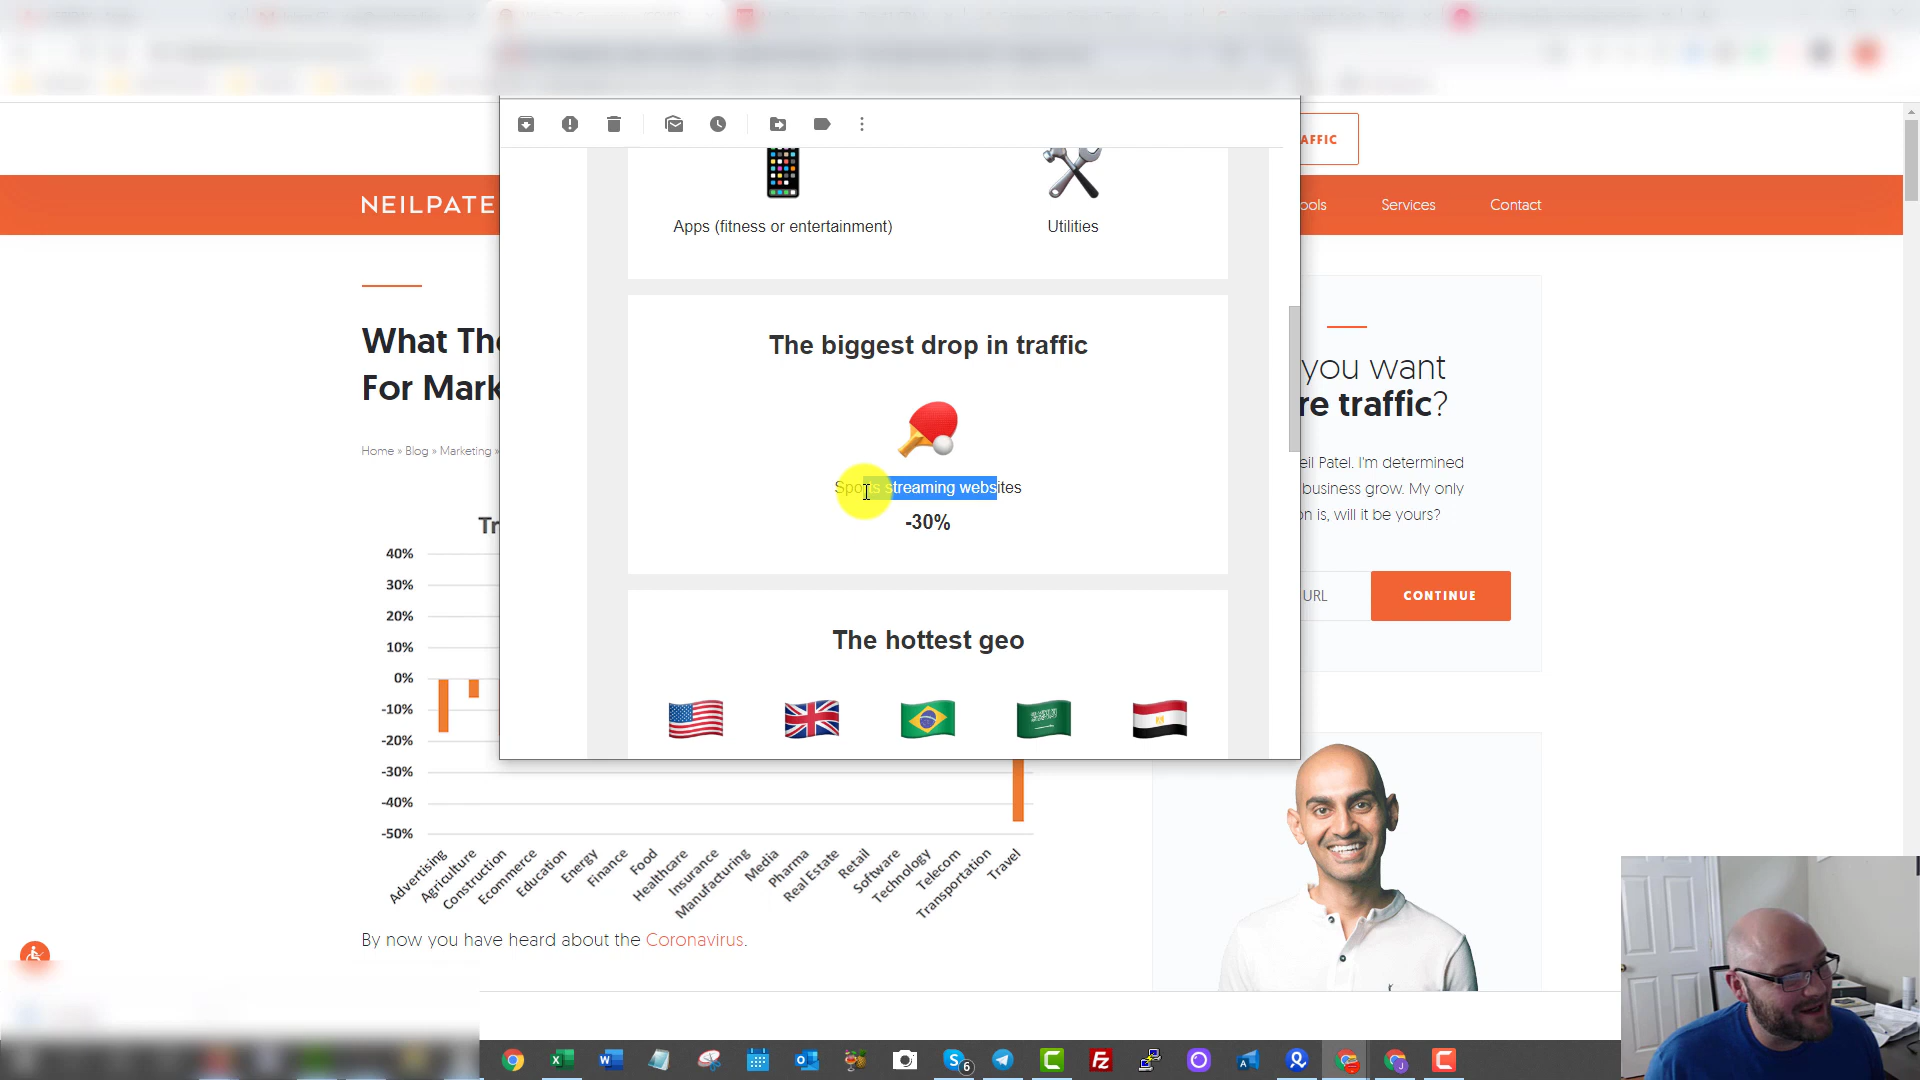 AFFIC
NEILPATE
ools
Services
Contact
Apps (fitness or entertainment)
Utilities
The biggest drop in traffic
Sports streaming websites
-30%
The hottest geo
What The
For Mark
Home » Blog » Marketing »
Tr
40%
30%
20%
10%
0%
-10%
-20%
-30%
-40%
-50%
Advertising
Agriculture
Construction
Ecommerce
Education
Energy
Finance
Food
Healthcare
Insurance
Manufacturing
Media
Pharma
Real Estate
Retail
Software
Technology
Telecom
Transportation
Travel
By now you have heard about the Coronavirus.
you want
re traffic?
eil Patel. I'm determined
business grow. My only
n is, will it be yours?
URL
CONTINUE
6